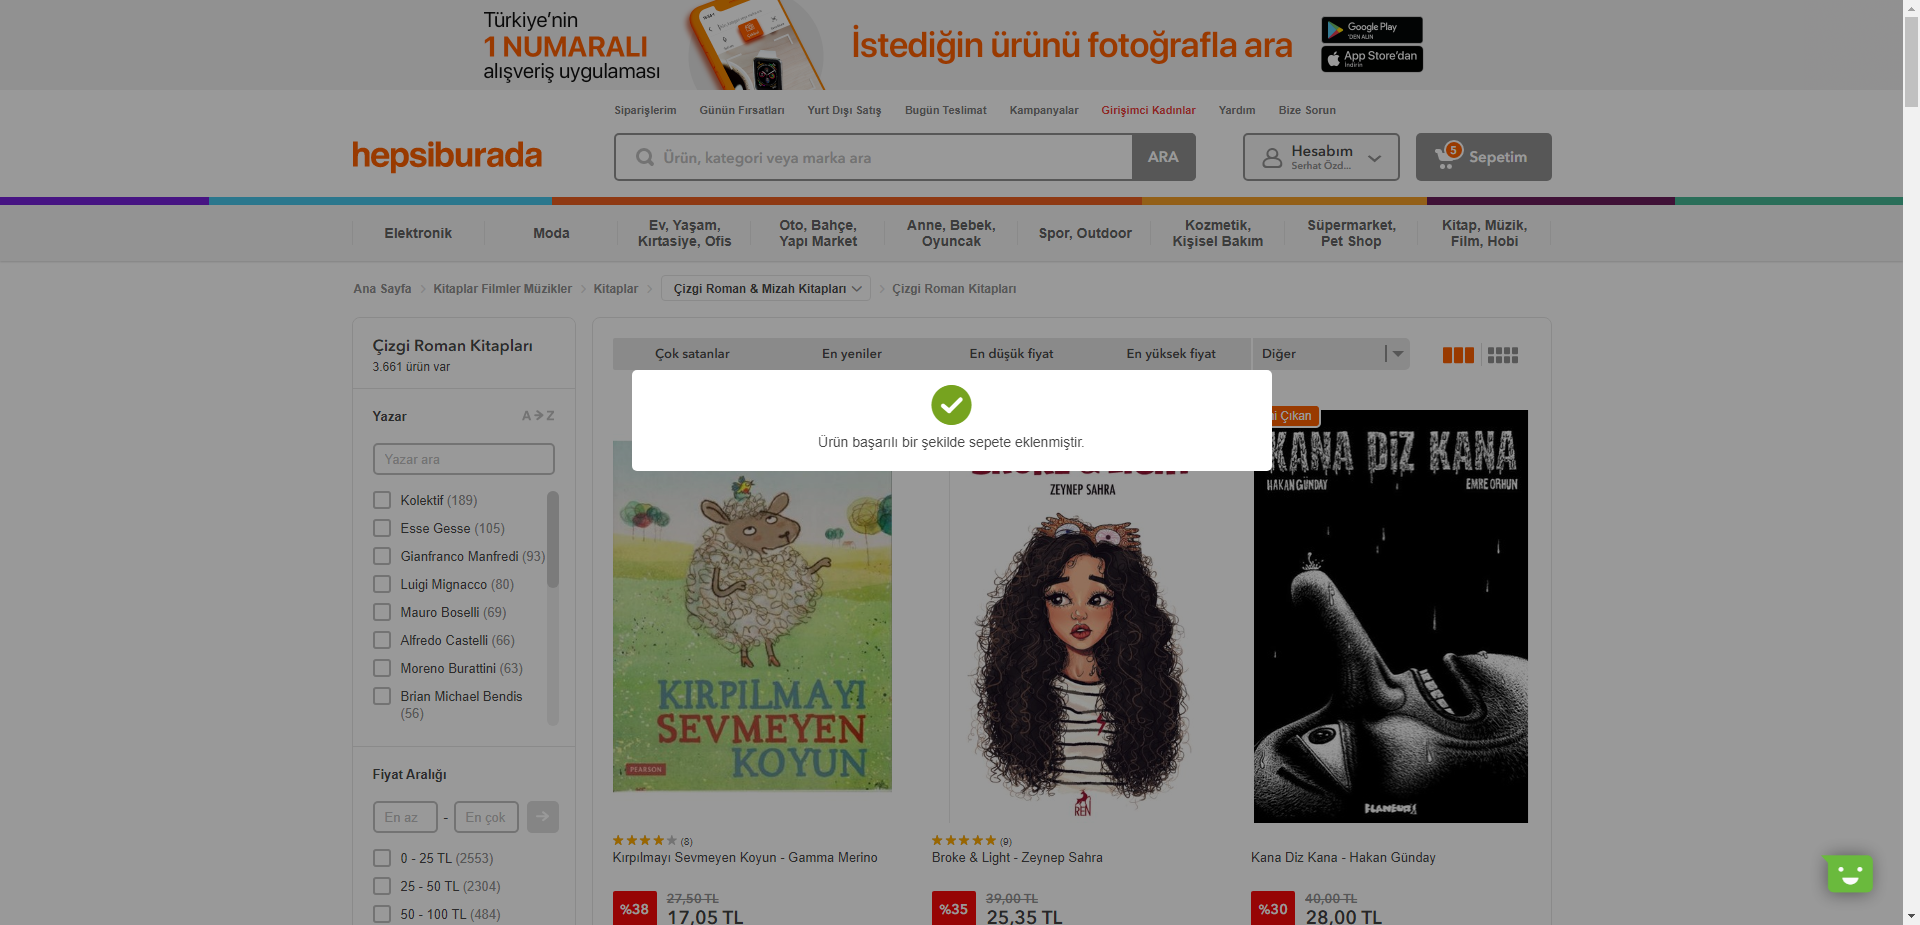 Türkiye'nin
1 NUMARALI
alışveriş uygulaması
İstediğin ürünü fotoğrafla ara
Google Play
'DEN ALIN
App Store'dan
İndirin
Siparişlerim
Günün Fırsatları
Yurt Dışı Satış
Bugün Teslimat
Kampanyalar
Girişimci Kadınlar
Yardım
Bize Sorun
hepsiburada
Ürün, kategori veya marka ara
ARA
Hesabım
Serhat Özd...
5
Sepetim
Elektronik
Moda
Ev, Yaşam,
Kırtasiye, Ofis
Oto, Bahçe,
Yapı Market
Anne, Bebek,
Oyuncak
Spor, Outdoor
Kozmetik,
Kişisel Bakım
Süpermarket,
Pet Shop
Kitap, Müzik,
Film, Hobi
Ana Sayfa
Kitaplar Filmler Müzikler
Kitaplar
Çizgi Roman & Mizah Kitapları
Çizgi Roman Kitapları
Çizgi Roman Kitapları
3.661 ürün var
Yazar
A → Z
Yazar ara
Kolektif (189)
Esse Gesse (105)
Gianfranco Manfredi (93)
Luigi Mignacco (80)
Mauro Boselli (69)
Alfredo Castelli (66)
Moreno Burattini (63)
Brian Michael Bendis
(56)
Fiyat Aralığı
En az
-
En çok
0 - 25 TL (2553)
25 - 50 TL (2304)
50 - 100 TL (484)
Çok satanlar
En yeniler
En düşük fiyat
En yüksek fiyat
Diğer
Ürün başarılı bir şekilde sepete eklenmiştir.
KIRPILMAYI
SEVMEYEN
KOYUN
PEARSON
(8)
Kırpılmayı Sevmeyen Koyun - Gamma Merino
%38
27,50 TL
17,05 TL
ZEYNEP SAHRA
REN
(9)
Broke & Light - Zeynep Sahra
%35
39,00 TL
25,35 TL
Çıkan
KANA DİZ KANA
HAKAN GÜNDAY
EMRE ORHUN
FLANEUR
Kana Diz Kana - Hakan Günday
%30
40,00 TL
28,00 TL